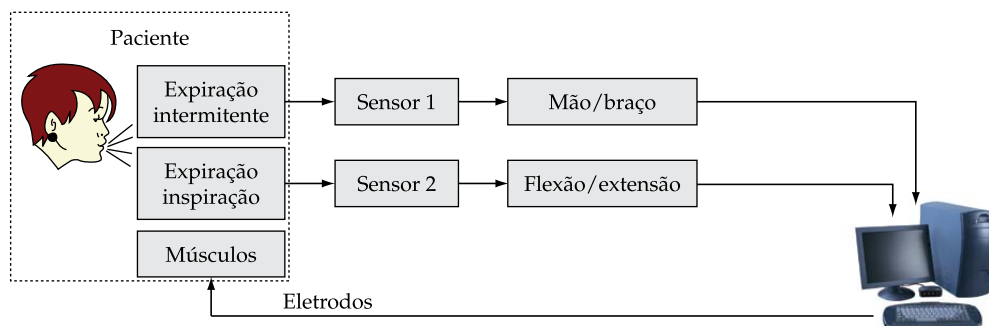 Paciente
Expiração
intermitente
Sensor 1
Mão/braço
Expiração
inspiração
Sensor 2
Flexão/extensão
Músculos
Eletrodos